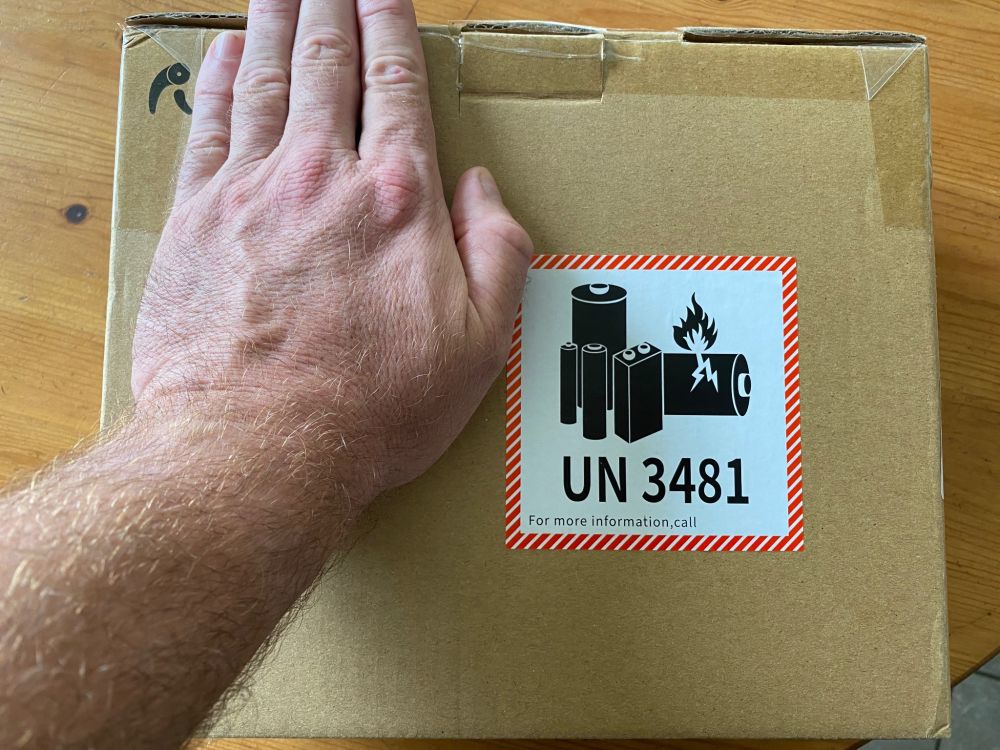 UN 3481
For more information,call